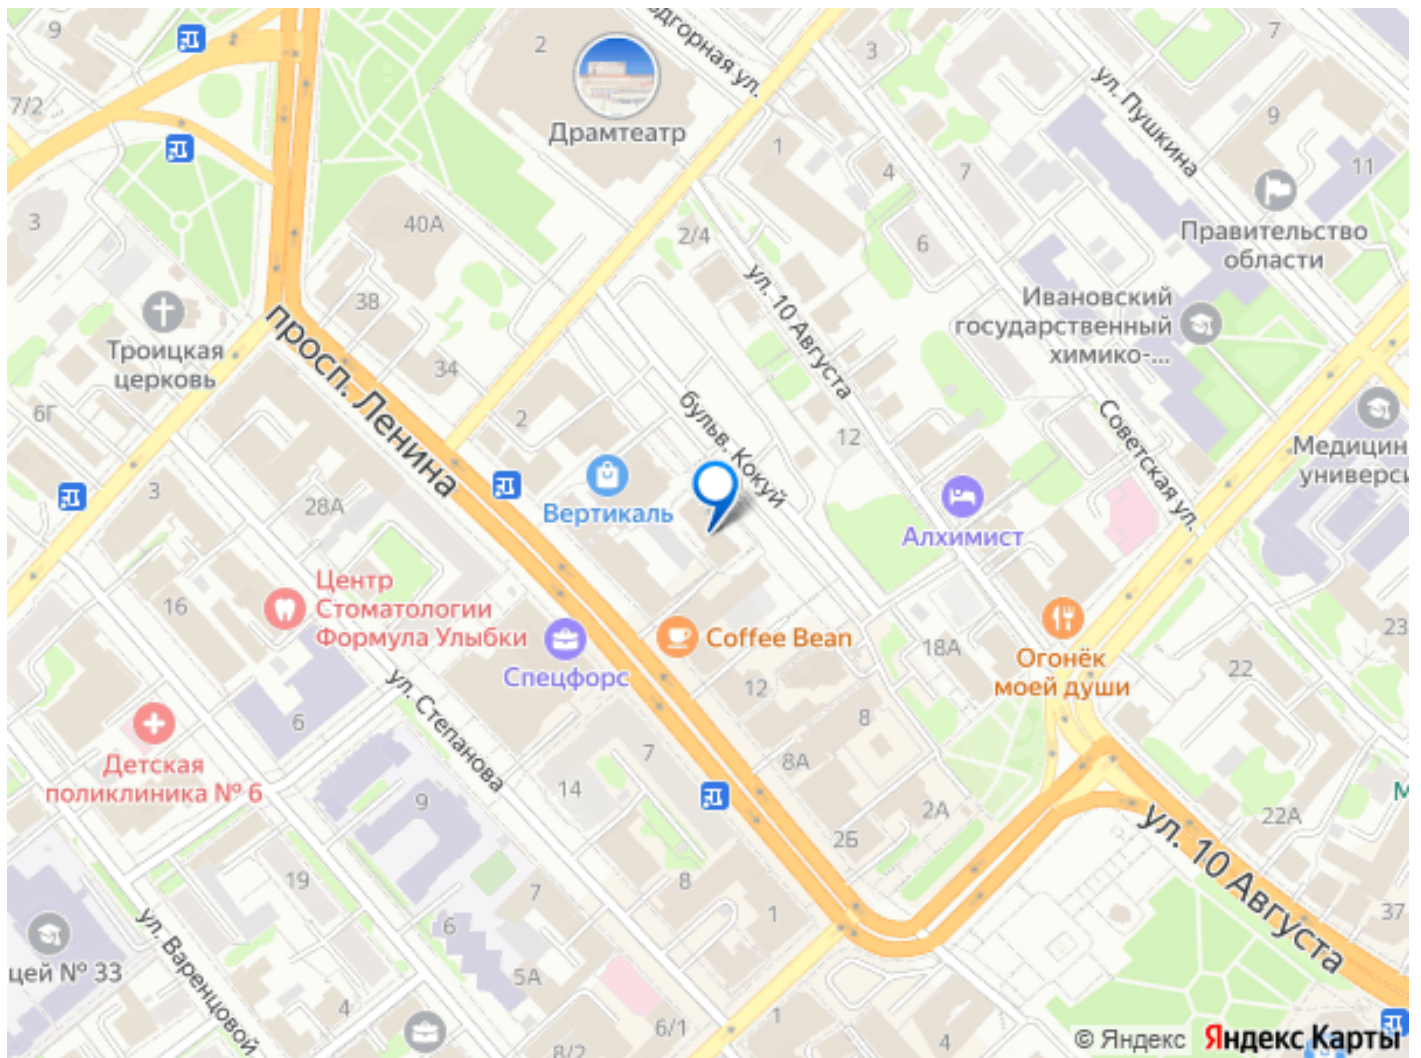 9
2
Подгорная ул.
3
7
7/2
ул. Пушкина
9
Драмтеатр
1
4
7
11
3
40А
2/4
6
Правительство
области
ул. 10 Августа
38
Ивановский
государственный
химико-...
просп. Ленина
Троицкая
церковь
34
6Г
2
бульв. Кокуй
12
Советская ул.
Медицин
универси
3
28А
Вертикаль
Алхимист
Центр
Стоматологии
Формула Улыбки
16
Coffee Bean
18А
23
Огонёк
моей души
22
Спецфорс
12
ул. Степанова
6
8
7
8А
Детская
поликлиника № 6
14
9
2А
22А
М
2Б
ул. 10 Августа
19
7
8
1
6
37
ул. Варенцовой
цей № 33
5А
4
6/1
1
4
8/2
© Яндекс Яндекс Карты